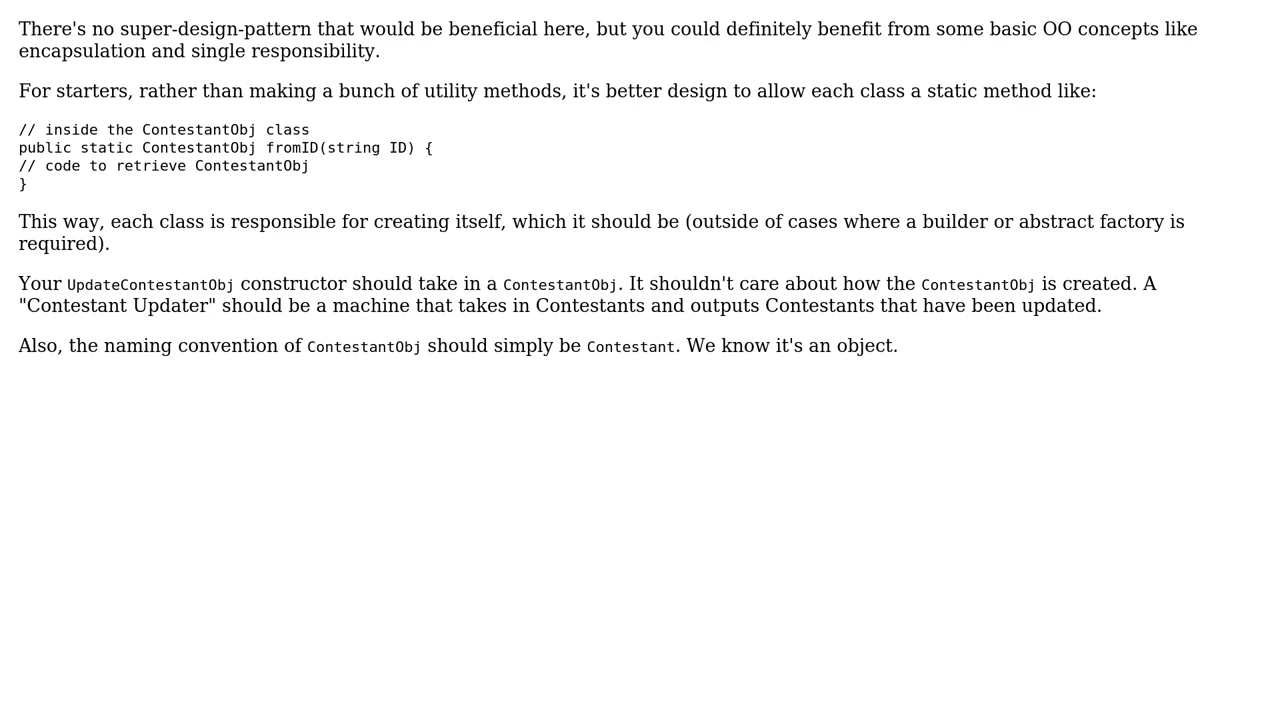 There's no super-design-pattern that would be beneficial here, but you could definitely benefit from some basic OO concepts like
encapsulation and single responsibility.
For starters, rather than making a bunch of utility methods, it's better design to allow each class a static method like:
// inside the ContestantObj class
public static ContestantObj fromID(string ID) {
// code to retrieve ContestantObj
}
This way, each class is responsible for creating itself, which it should be (outside of cases where a builder or abstract factory is
required).
Your UpdateContestantObj constructor should take in a ContestantObj. It shouldn't care about how the ContestantObj is created. A
"Contestant Updater" should be a machine that takes in Contestants and outputs Contestants that have been updated.
Also, the naming convention of ContestantObj should simply be Contestant. We know it's an object.